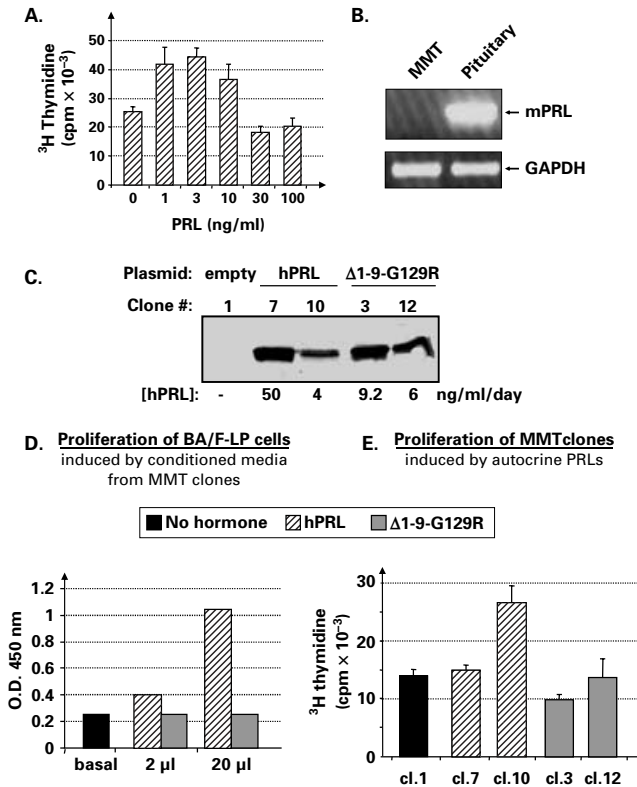 A.
50
40
30
20
10
0
³H Thymidine
(cpm × 10⁻³)
0 1 3 10 30 100
PRL (ng/ml)
B.
MMT Pituitary
mPRL
GAPDH
C.
Plasmid: empty hPRL Δ1-9-G129R
Clone #: 1 7 10 3 12
[hPRL]: - 50 4 9.2 6 ng/ml/day
D. Proliferation of BA/F-LP cells
induced by conditioned media
from MMT clones
E. Proliferation of MMTclones
induced by autocrine PRLs
No hormone hPRL Δ1-9-G129R
1.2
1
0.8
0.6
0.4
0.2
0
O.D. 450 nm
basal 2 µl 20 µl
30
20
10
0
³H thymidine
(cpm × 10⁻³)
cl.1 cl.7 cl.10 cl.3 cl.12